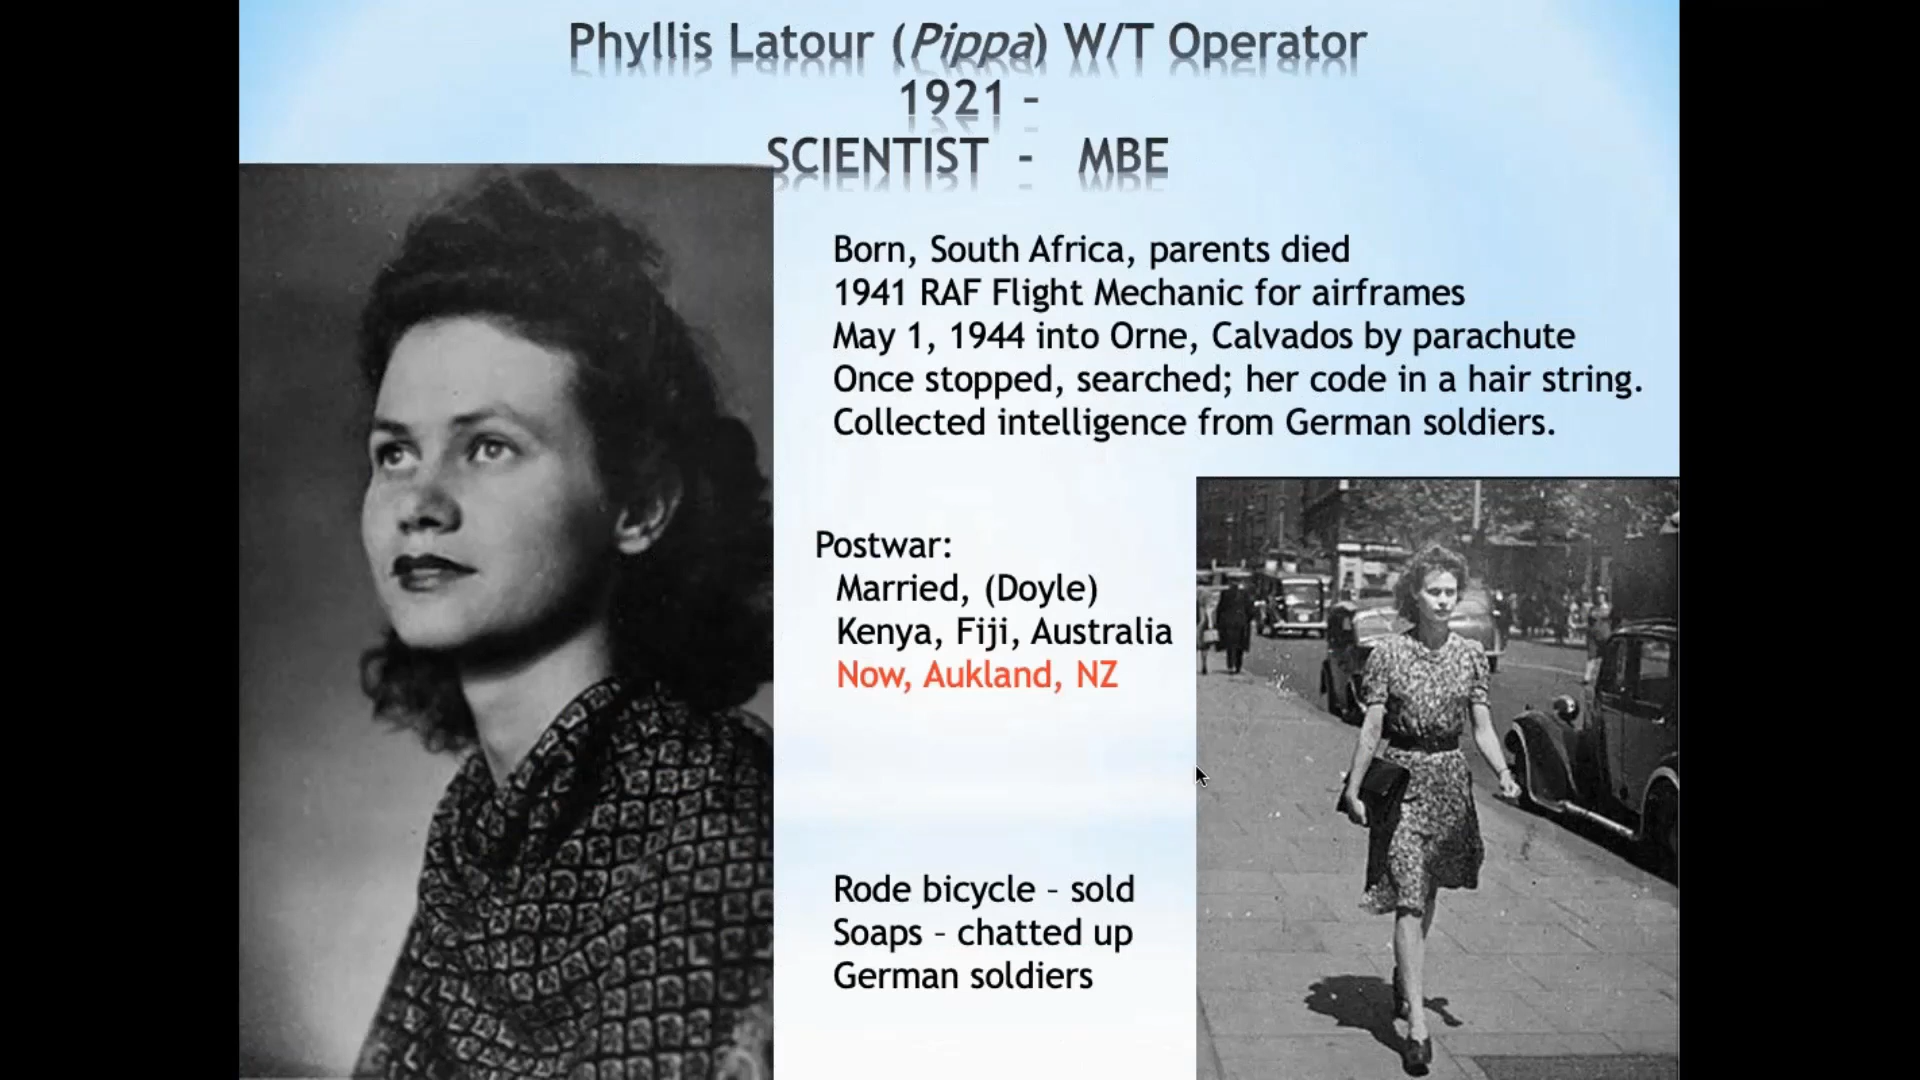 Phyllis Latour (Pippa) W/T Operator
1921 –
SCIENTIST - MBE
Born, South Africa, parents died
1941 RAF Flight Mechanic for airframes
May 1, 1944 into Orne, Calvados by parachute
Once stopped, searched; her code in a hair string.
Collected intelligence from German soldiers.
Postwar:
Married, (Doyle)
Kenya, Fiji, Australia
Now, Aukland, NZ
Rode bicycle – sold
Soaps – chatted up
German soldiers